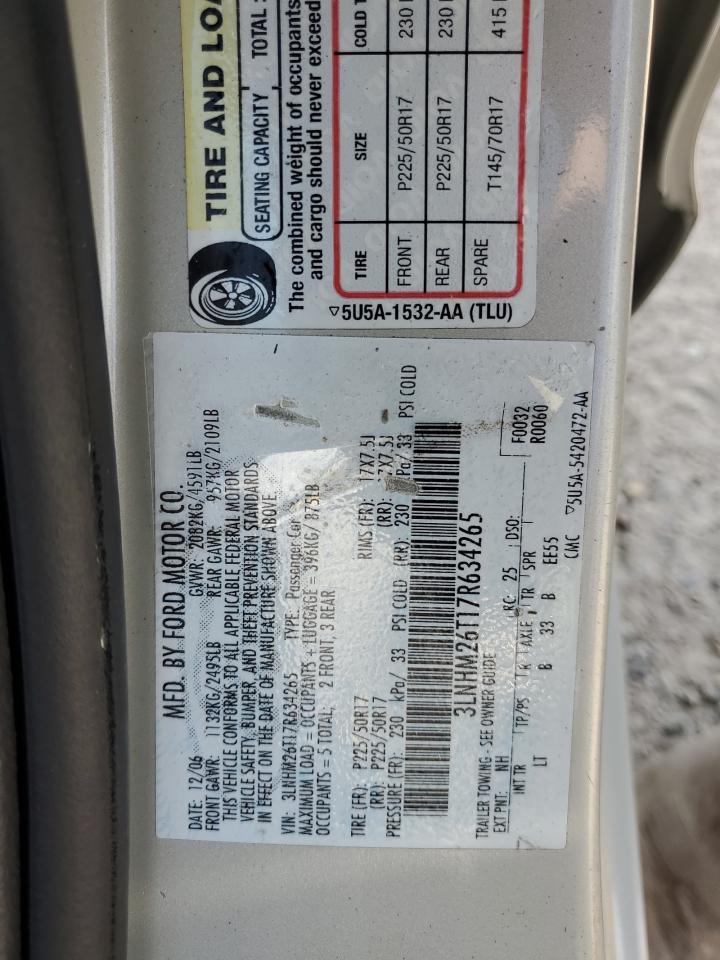 TIRE AND LOA
SEATING CAPACITY TOTAL
The combined weight of occupants
and cargo should never exceed
TIRE SIZE COLD
FRONT P225/50R17 230
REAR P225/50R17 230
SPARE T145/70R17 415
▽5U5A-1532-AA (TLU)
MFD. BY FORD MOTOR CO.
DATE: 12/06 GVWR: 2082KG/4591LB
FRONT GAWR: 1132KG/2495LB REAR GAWR: 957KG/2109LB
THIS VEHICLE CONFORMS TO ALL APPLICABLE FEDERAL MOTOR
VEHICLE SAFETY, BUMPER, AND THEFT PREVENTION STANDARDS
IN EFFECT ON THE DATE OF MANUFACTURE SHOWN ABOVE.
VIN: 3LNHM26T17R634265 TYPE: Passenger Car
MAXIMUM LOAD = OCCUPANTS + LUGGAGE = 396KG/ 875LB
OCCUPANTS = 5 TOTAL; 2 FRONT, 3 REAR
TIRE (FR): P225/50R17 RIMS (FR): 17X7.5J
(RR): P225/50R17 (RR): 7X7.5J
PRESSURE (FR): 230 kPa/ 33 PSI COLD (RR): 230 Pa/ 33 PSI COLD
3LNHM26T17R634265
TRAILER TOWING - SEE OWNER GUIDE
EXT PNT: NH RC: 25 DSO: F0032
R0060
INT TR TP/PS R AXLE TR SPR
LT B 33 B EE55
CMC ▽5U5A-5420472-AA